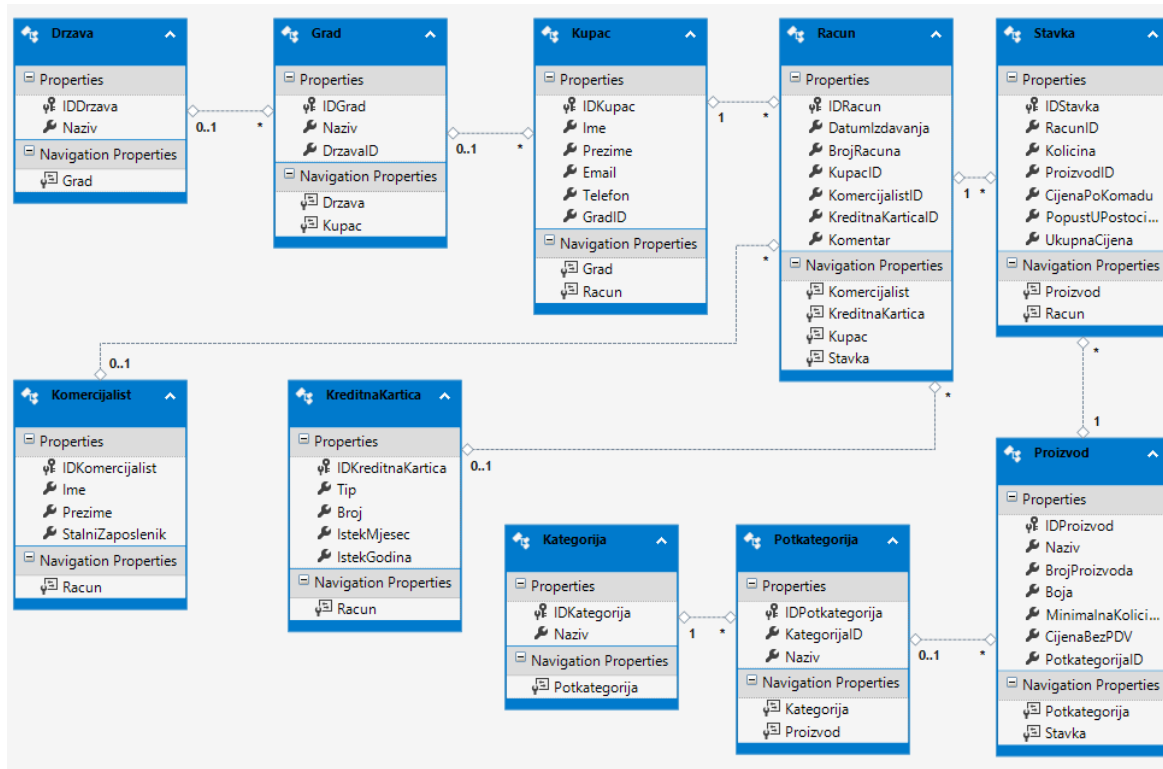 Drzava
Properties
IDDrzava
Naziv
Navigation Properties
Grad
0..1
*
Grad
Properties
IDGrad
Naziv
DrzavaID
Navigation Properties
Drzava
Kupac
0..1
*
Kupac
Properties
IDKupac
Ime
Prezime
Email
Telefon
GradID
Navigation Properties
Grad
Racun
1
*
Racun
Properties
IDRacun
DatumIzdavanja
BrojRacuna
KupacID
KomercijalistID
KreditnaKarticaID
Komentar
Navigation Properties
Komercijalist
KreditnaKartica
Kupac
Stavka
1 *
Stavka
Properties
IDStavka
RacunID
Kolicina
ProizvodID
CijenaPoKomadu
PopustUPostoci...
UkupnaCijena
Navigation Properties
Proizvod
Racun
*
0..1
Komercijalist
Properties
IDKomercijalist
Ime
Prezime
StalniZaposlenik
Navigation Properties
Racun
KreditnaKartica
Properties
IDKreditnaKartica
Tip
Broj
IstekMjesec
IstekGodina
Navigation Properties
Racun
0..1
*
Kategorija
Properties
IDKategorija
Naziv
Navigation Properties
Potkategorija
1
*
Potkategorija
Properties
IDPotkategorija
KategorijaID
Naziv
Navigation Properties
Kategorija
Proizvod
0..1
*
*
1
Proizvod
Properties
IDProizvod
Naziv
BrojProizvoda
Boja
MinimalnaKolici...
CijenaBezPDV
PotkategorijaID
Navigation Properties
Potkategorija
Stavka